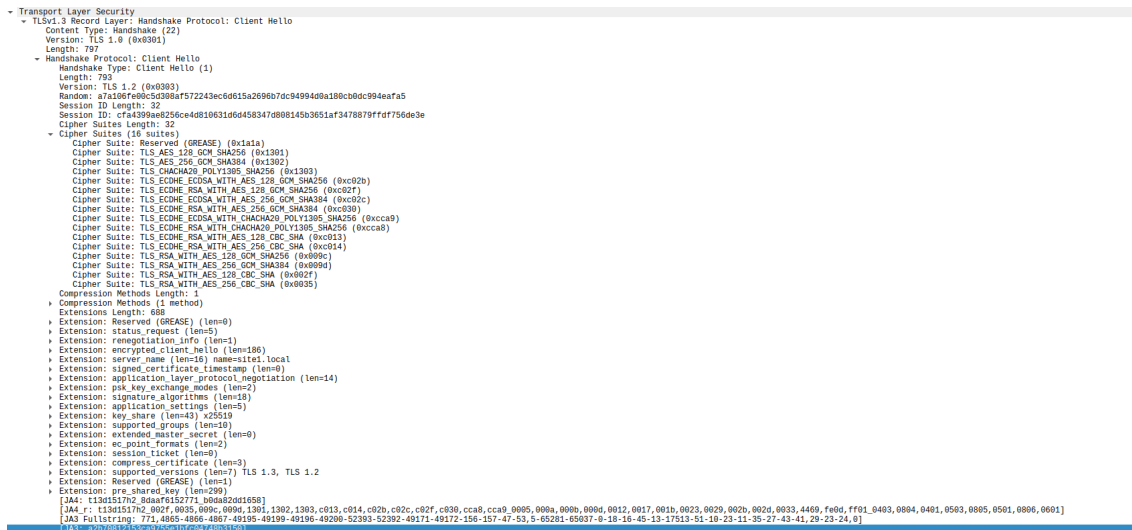 Transport Layer Security
TLSv1.3 Record Layer: Handshake Protocol: Client Hello
Content Type: Handshake (22)
Version: TLS 1.0 (0x0301)
Length: 797
Handshake Protocol: Client Hello
Handshake Type: Client Hello (1)
Length: 793
Version: TLS 1.2 (0x0303)
Random: a7a106fe00c5d308af572243ec6d615a2696b7dc94994d0a180cb0dc994eafa5
Session ID Length: 32
Session ID: cfa4399ae8256ce4d810631d6d458347d808145b3651af3478879ffdf756de3e
Cipher Suites Length: 32
Cipher Suites (16 suites)
Cipher Suite: Reserved (GREASE) (0x1a1a)
Cipher Suite: TLS_AES_128_GCM_SHA256 (0x1301)
Cipher Suite: TLS_AES_256_GCM_SHA384 (0x1302)
Cipher Suite: TLS_CHACHA20_POLY1305_SHA256 (0x1303)
Cipher Suite: TLS_ECDHE_ECDSA_WITH_AES_128_GCM_SHA256 (0xc02b)
Cipher Suite: TLS_ECDHE_RSA_WITH_AES_128_GCM_SHA256 (0xc02f)
Cipher Suite: TLS_ECDHE_ECDSA_WITH_AES_256_GCM_SHA384 (0xc02c)
Cipher Suite: TLS_ECDHE_RSA_WITH_AES_256_GCM_SHA384 (0xc030)
Cipher Suite: TLS_ECDHE_ECDSA_WITH_CHACHA20_POLY1305_SHA256 (0xcca9)
Cipher Suite: TLS_ECDHE_RSA_WITH_CHACHA20_POLY1305_SHA256 (0xcca8)
Cipher Suite: TLS_ECDHE_RSA_WITH_AES_128_CBC_SHA (0xc013)
Cipher Suite: TLS_ECDHE_RSA_WITH_AES_256_CBC_SHA (0xc014)
Cipher Suite: TLS_RSA_WITH_AES_128_GCM_SHA256 (0x009c)
Cipher Suite: TLS_RSA_WITH_AES_256_GCM_SHA384 (0x009d)
Cipher Suite: TLS_RSA_WITH_AES_128_CBC_SHA (0x002f)
Cipher Suite: TLS_RSA_WITH_AES_256_CBC_SHA (0x0035)
Compression Methods Length: 1
Compression Methods (1 method)
Extensions Length: 688
Extension: Reserved (GREASE) (len=0)
Extension: status_request (len=5)
Extension: renegotiation_info (len=1)
Extension: encrypted_client_hello (len=186)
Extension: server_name (len=16) name=site1.local
Extension: signed_certificate_timestamp (len=0)
Extension: application_layer_protocol_negotiation (len=14)
Extension: psk_key_exchange_modes (len=2)
Extension: signature_algorithms (len=18)
Extension: application_settings (len=5)
Extension: key_share (len=43) x25519
Extension: supported_groups (len=10)
Extension: extended_master_secret (len=0)
Extension: ec_point_formats (len=2)
Extension: session_ticket (len=0)
Extension: compress_certificate (len=3)
Extension: supported_versions (len=7) TLS 1.3, TLS 1.2
Extension: Reserved (GREASE) (len=1)
Extension: pre_shared_key (len=299)
[JA4: t13d1517h2_8daaf6152771_b0da82dd1658]
[JA4_r: t13d1517h2_002f,0035,009c,009d,1301,1302,1303,c013,c014,c02b,c02c,c02f,c030,cca8,cca9_0005,000a,000b,000d,0012,0017,001b,0023,0029,002b,002d,0033,4469,fe0d,ff01_0403,0804,0401,0503,0805,0501,0806,0601]
[JA3 Fullstring: 771,4865-4866-4867-49195-49199-49196-49200-52393-52392-49171-49172-156-157-47-53,5-65281-65037-0-18-16-45-13-17513-51-10-23-11-35-27-43-41,29-23-24,0]